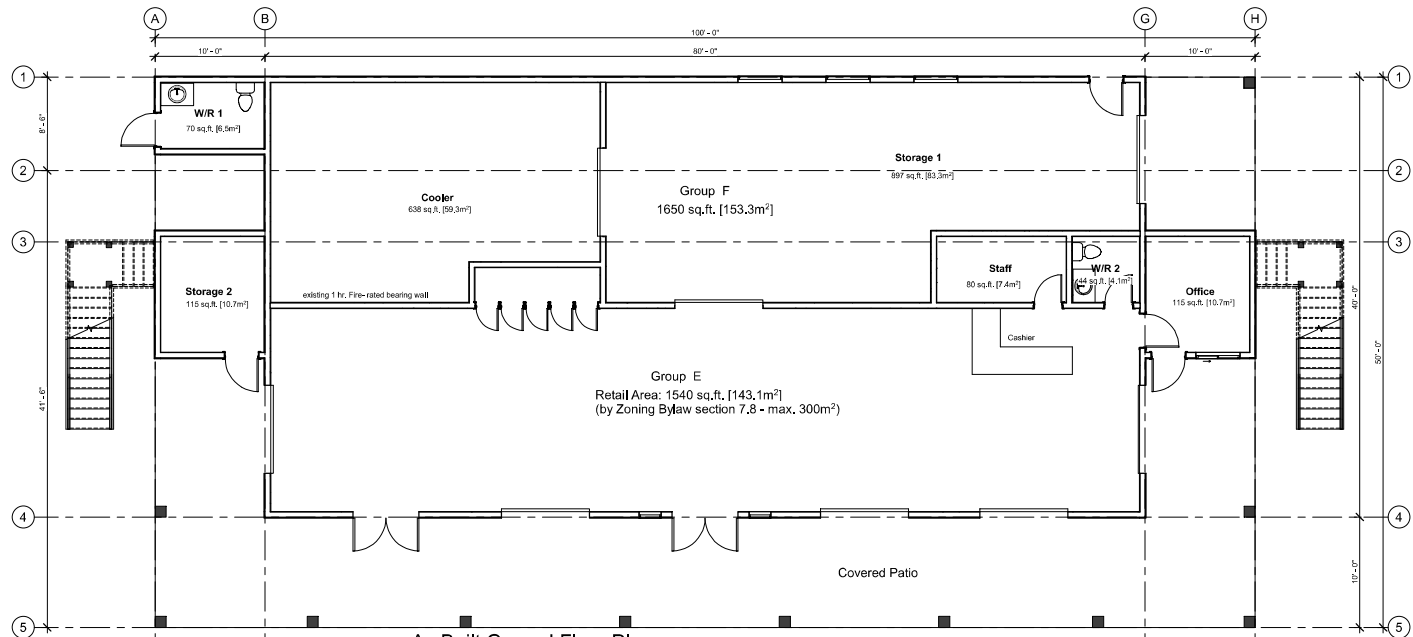 A
B
G
H
100'- 0"
10'- 0"
80'- 0"
10'- 0"
1
1
W/R 1
70 sq.ft. [6.5m²]
8'- 6"
Storage 1
897 sq.ft. [83.3m²]
2
2
Cooler
638 sq.ft. [59.3m²]
Group F
1650 sq.ft. [153.3m²]
3
3
Storage 2
115 sq.ft. [10.7m²]
existing 1 hr. Fire-rated bearing wall
Staff
80 sq.ft. [7.4m²]
W/R 2
44 sq.ft. [4.1m²]
Office
115 sq.ft. [10.7m²]
40'- 0"
50'- 0"
Cashier
Group E
Retail Area: 1540 sq.ft. [143.1m²]
(by Zoning Bylaw section 7.8 - max. 300m²)
41'- 6"
4
4
Covered Patio
10'- 0"
5
5